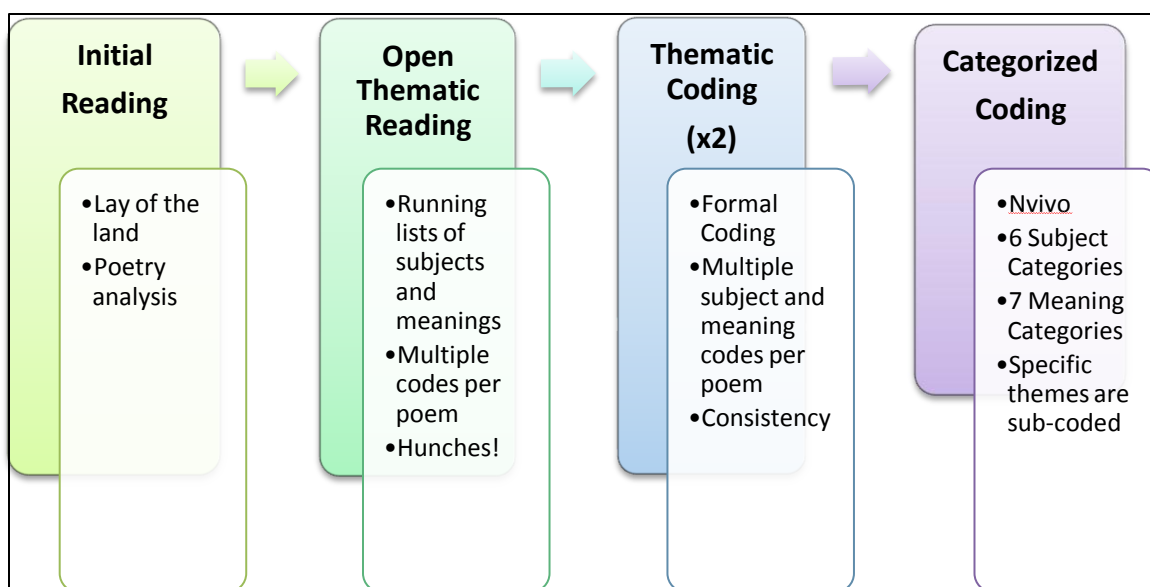 Initial
Reading
•Lay of the
land
•Poetry
analysis
Open
Thematic
Reading
•Running
lists of
subjects
and
meanings
•Multiple
codes per
poem
•Hunches!
Thematic
Coding
(x2)
•Formal
Coding
•Multiple
subject and
meaning
codes per
poem
•Consistency
Categorized
Coding
•Nvivo
•6 Subject
Categories
•7 Meaning
Categories
•Specific
themes are
sub-coded